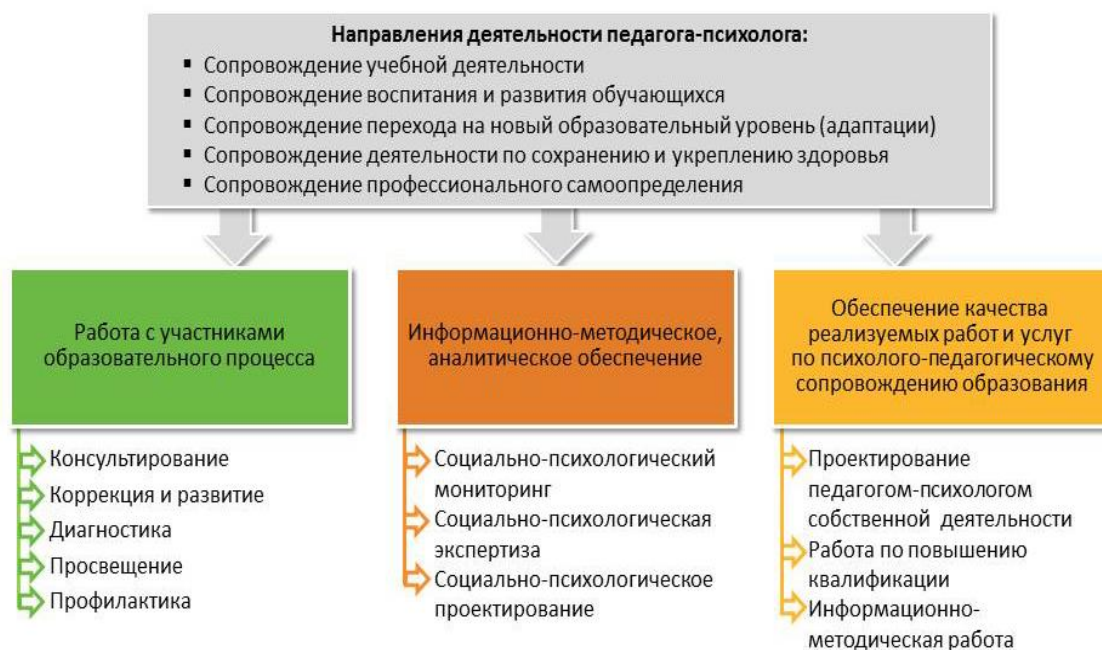 Направления деятельности педагога-психолога:
▪ Сопровождение учебной деятельности
▪ Сопровождение воспитания и развития обучающихся
▪ Сопровождение перехода на новый образовательный уровень (адаптации)
▪ Сопровождение деятельности по сохранению и укреплению здоровья
▪ Сопровождение профессионального самоопределения
Работа с участниками
образовательного процесса
Консультирование
Коррекция и развитие
Диагностика
Просвещение
Профилактика
Информационно-методическое,
аналитическое обеспечение
Социально-психологический
мониторинг
Социально-психологическая
экспертиза
Социально-психологическое
проектирование
Обеспечение качества
реализуемых работ и услуг
по психолого-педагогическому
сопровождению образования
Проектирование
педагогом-психологом
собственной деятельности
Работа по повышению
квалификации
Информационно-
методическая работа